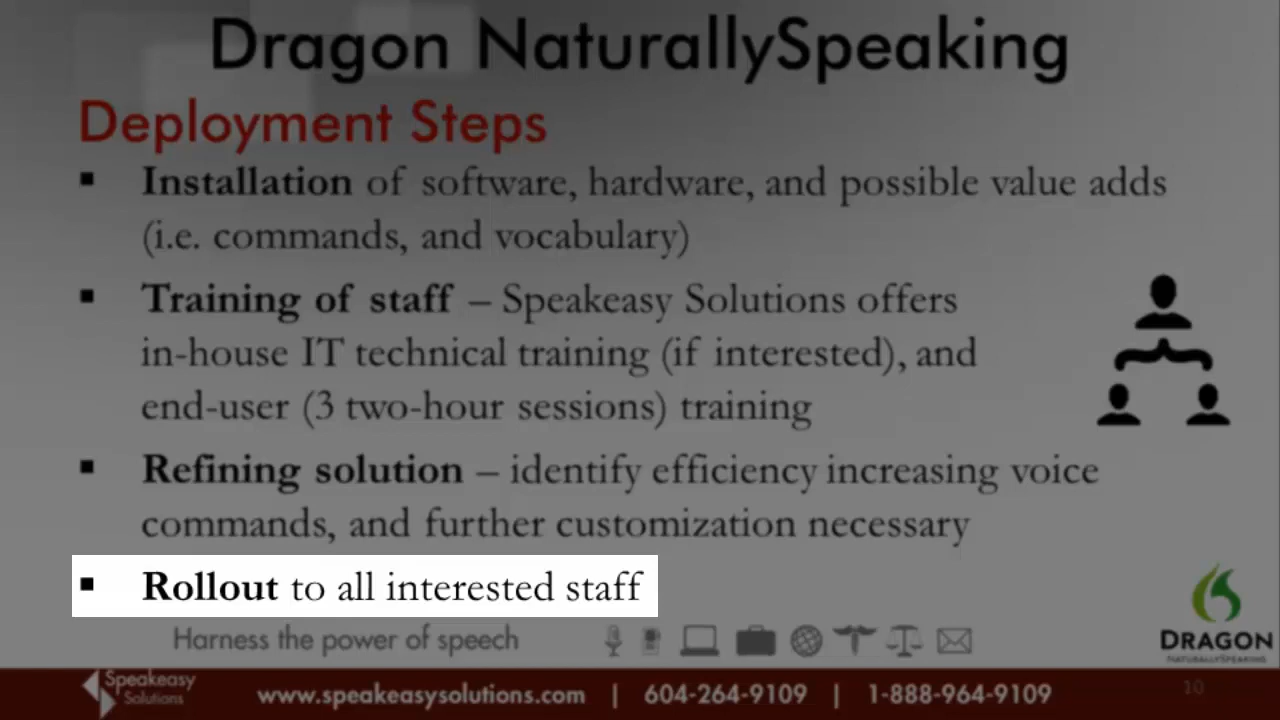 Dragon NaturallySpeaking
Deployment Steps
▪ Installation of software, hardware, and possible value adds
(i.e. commands, and vocabulary)
▪ Training of staff – Speakeasy Solutions offers
in-house IT technical training (if interested), and
end-user (3 two-hour sessions) training
▪ Refining solution – identify efficiency increasing voice
commands, and further customization necessary
▪ Rollout to all interested staff
Harness the power of speech
DRAGON
NATURALLYSPEAKING
Speakeasy
Solutions
www.speakeasysolutions.com | 604-264-9109 | 1-888-964-9109
10